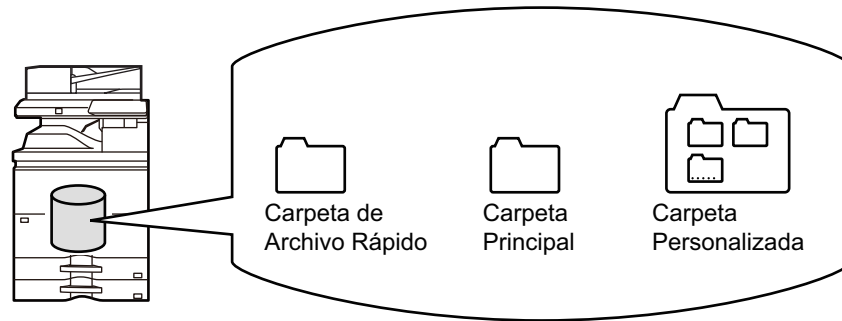 Carpeta de
Archivo Rápido
Carpeta
Principal
Carpeta
Personalizada